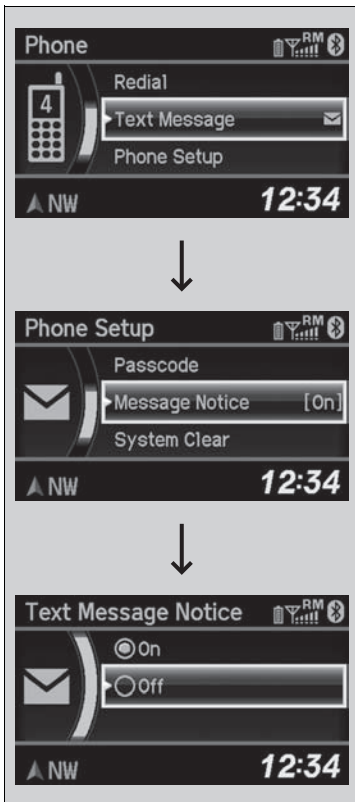 Phone
RM
4
Redial
Text Message
Phone Setup
NW
12:34
Phone Setup
RM
Passcode
Message Notice [On]
System Clear
NW
12:34
Text Message Notice
RM
On
Off
NW
12:34